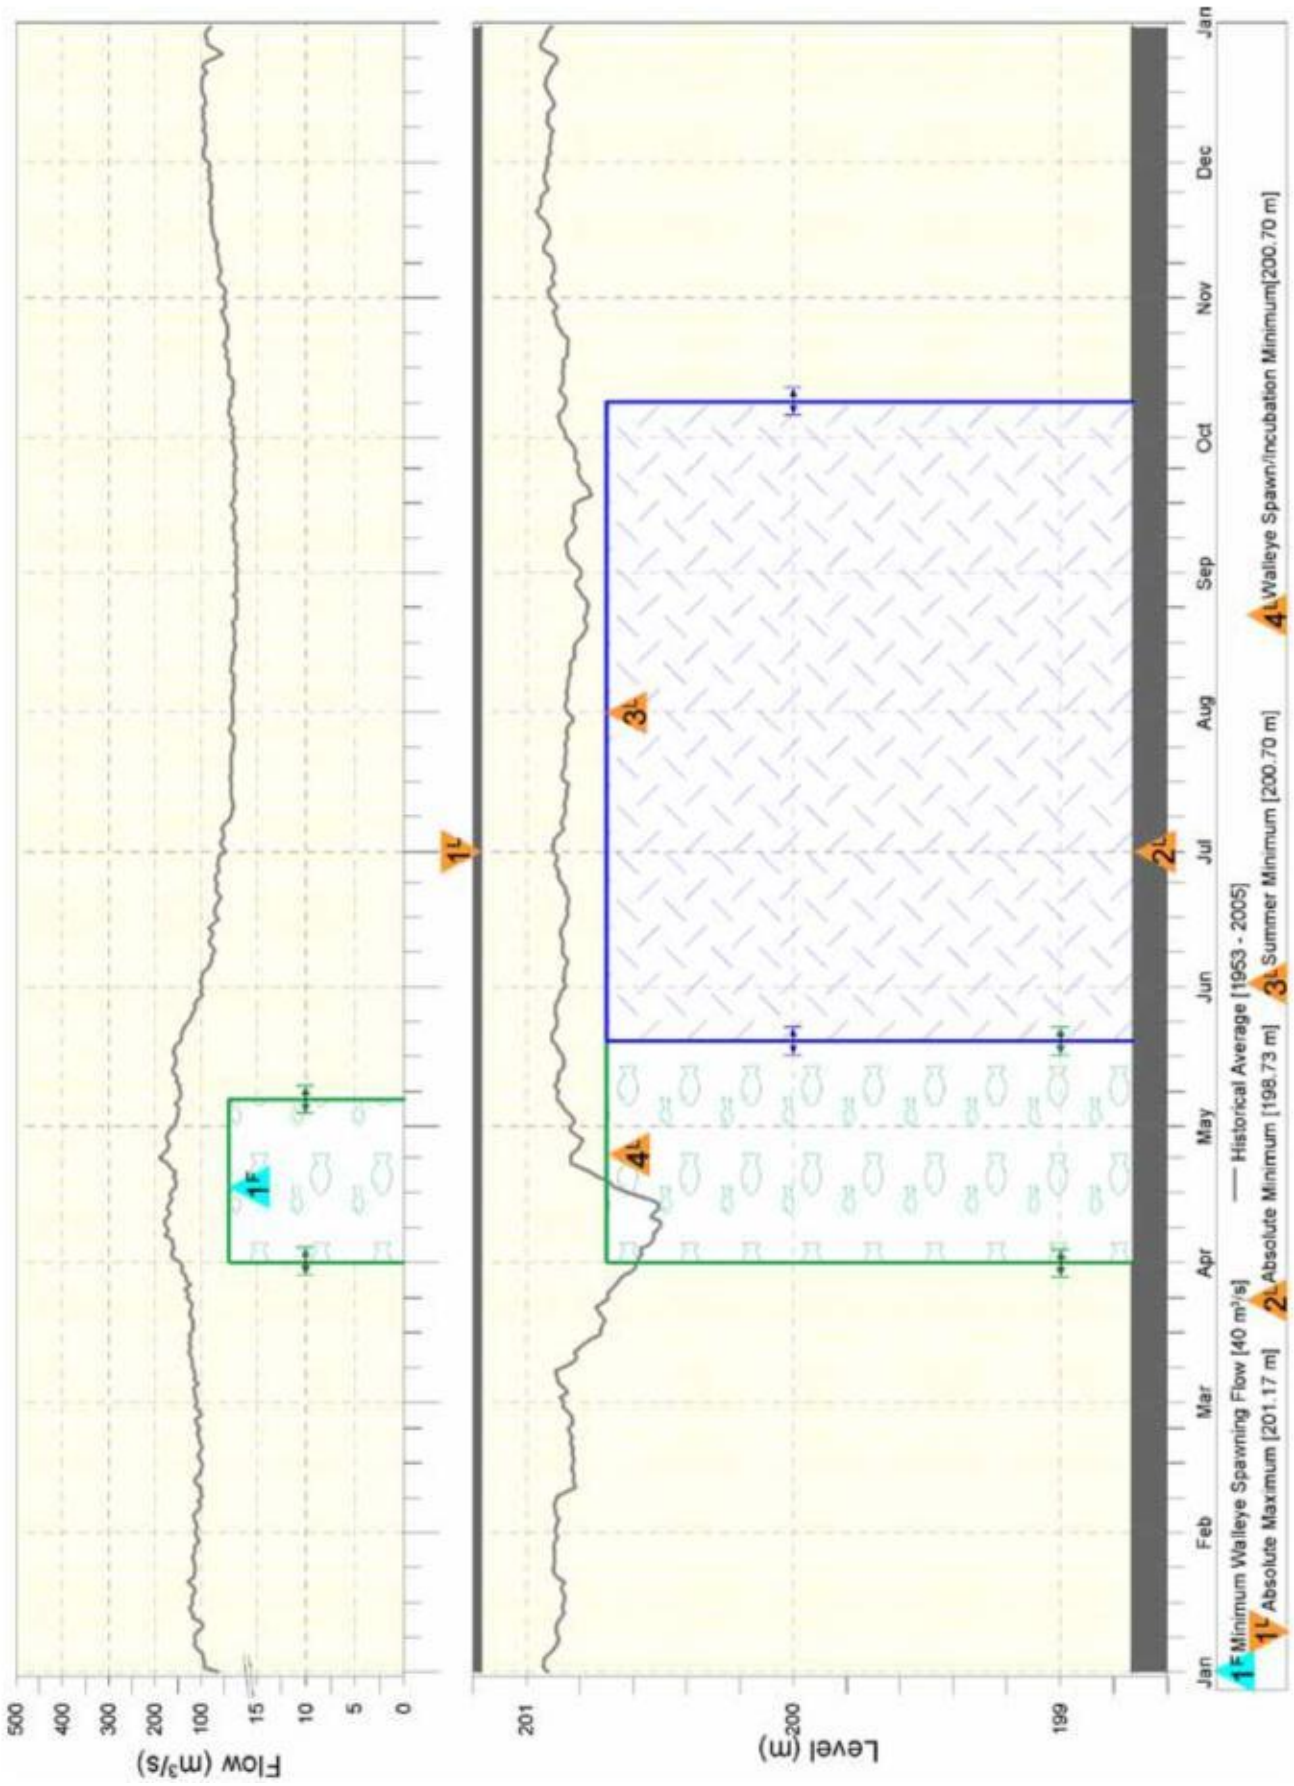 500
400
300
200
100
15
10
5
0
Flow (m³/s)
1F
1L
201
200
199
Level (m)
4L
3L
2L
Jan
Feb
Mar
Apr
May
Jun
Jul
Aug
Sep
Oct
Nov
Dec
Jan
1F Minimum Walleye Spawning Flow [40 m³/s] Historical Average [1953 - 2005]
1L Absolute Maximum [201.17 m] 2L Absolute Minimum [198.73 m] 3L Summer Minimum [200.70 m] 4L Walleye Spawn/Incubation Minimum[200.70 m]